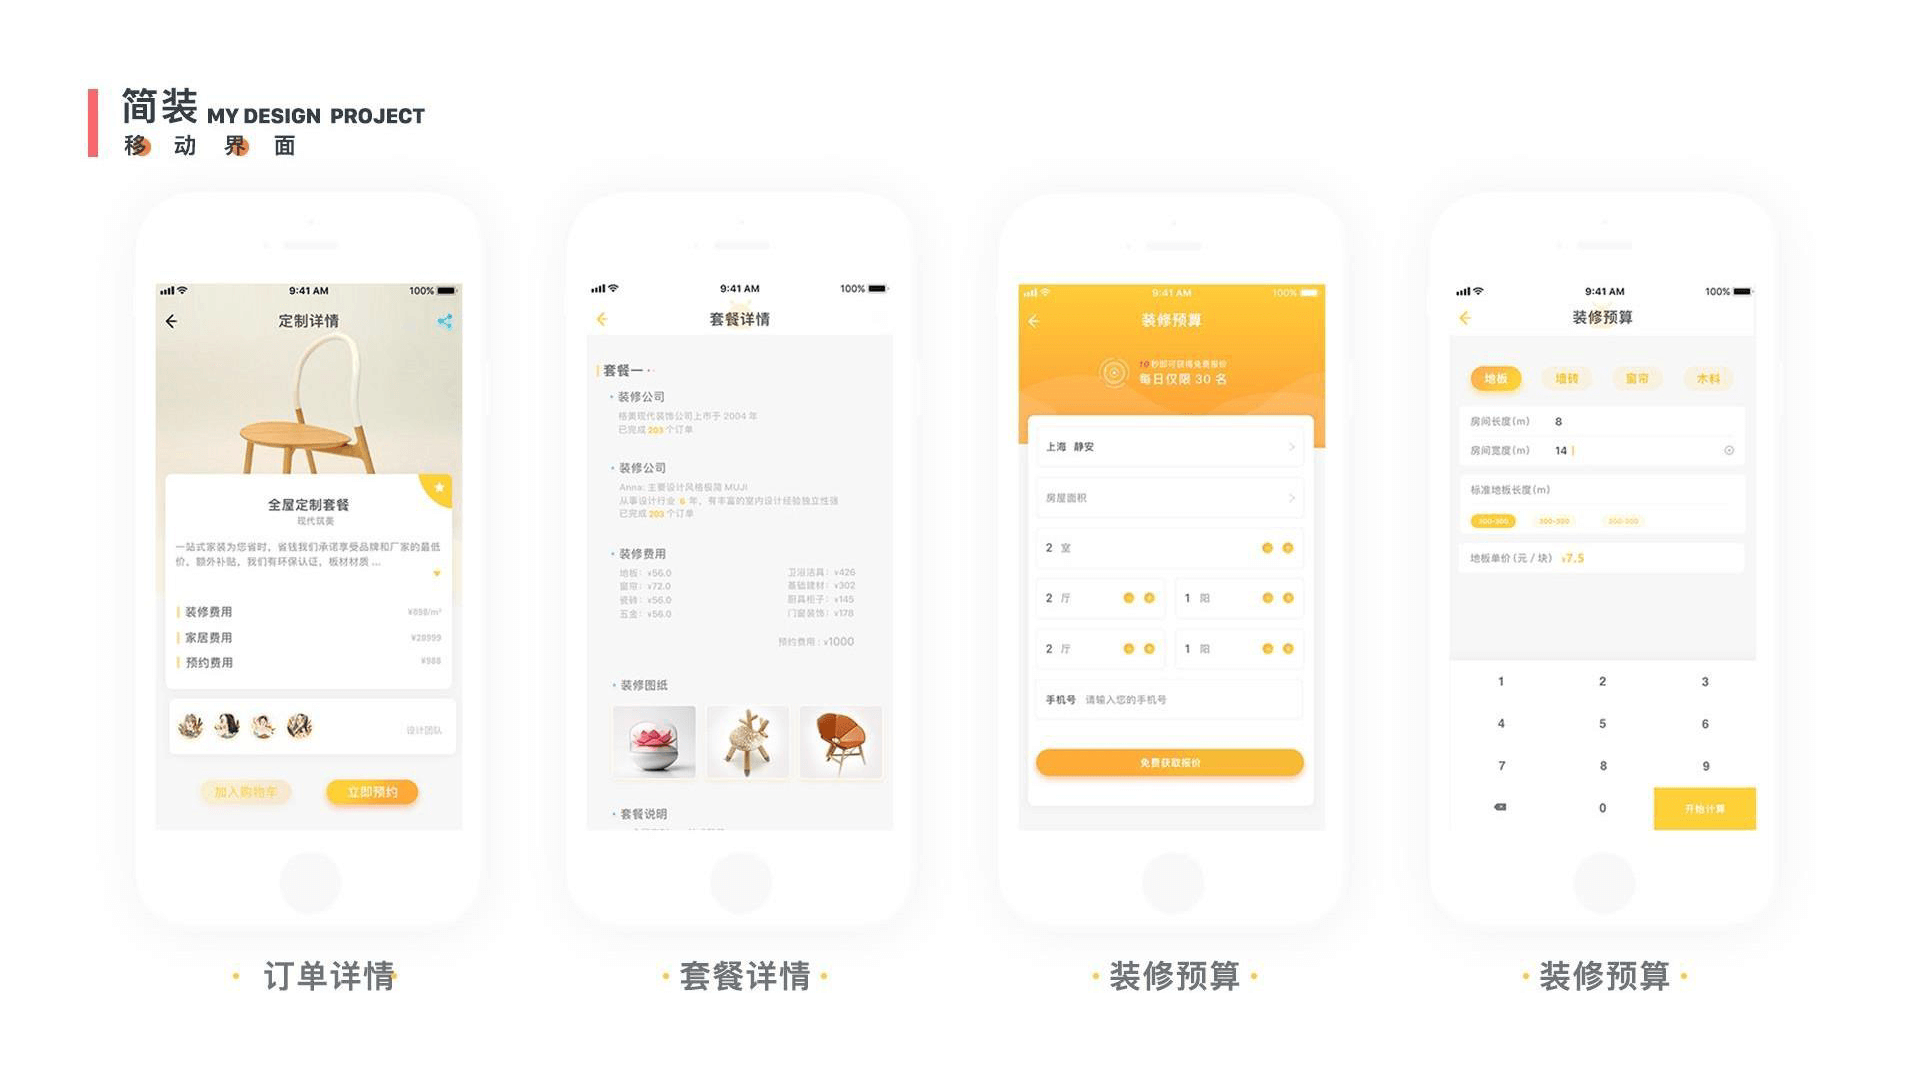 简装 MY DESIGN PROJECT
移动界面
9:41 AM
100%
定制详情
全屋定制套餐
现代筑美
一站式家装为您省时，省钱我们承诺享受品牌和厂家的最低
价，额外补贴，我们有环保认证，板材材质 ...
装修费用 ¥898/m²
家居费用 ¥28999
预约费用 ¥988
设计团队
加入购物车
立即预约
订单详情
9:41 AM
100%
套餐详情
套餐一
装修公司
格美现代装饰公司上市于 2004 年
已完成 203 个订单
装修公司
Anna: 主要设计风格极简 MUJI
从事设计行业 6 年，有丰富的室内设计经验独立性强
已完成 203 个订单
装修费用
地板：¥56.0 卫浴洁具：¥426
窗帘：¥72.0 基础建材：¥302
瓷砖：¥56.0 厨具柜子：¥145
五金：¥56.0 门窗装饰：¥178
预约费用：¥1000
装修图纸
套餐说明
套餐详情
9:41 AM
100%
装修预算
10 秒即可获得免费报价
每日仅限 30 名
上海 静安
房屋面积
2 室
2 厅 1 阳
2 厅 1 阳
手机号 请输入您的手机号
免费获取报价
装修预算
9:41 AM
100%
装修预算
地板 墙砖 窗帘 木料
房间长度(m) 8
房间宽度(m) 14
标准地板长度(m)
300-300 300-300 300-300
地板单价 (元 / 块) ¥7.5
1 2 3
4 5 6
7 8 9
0 开始计算
装修预算